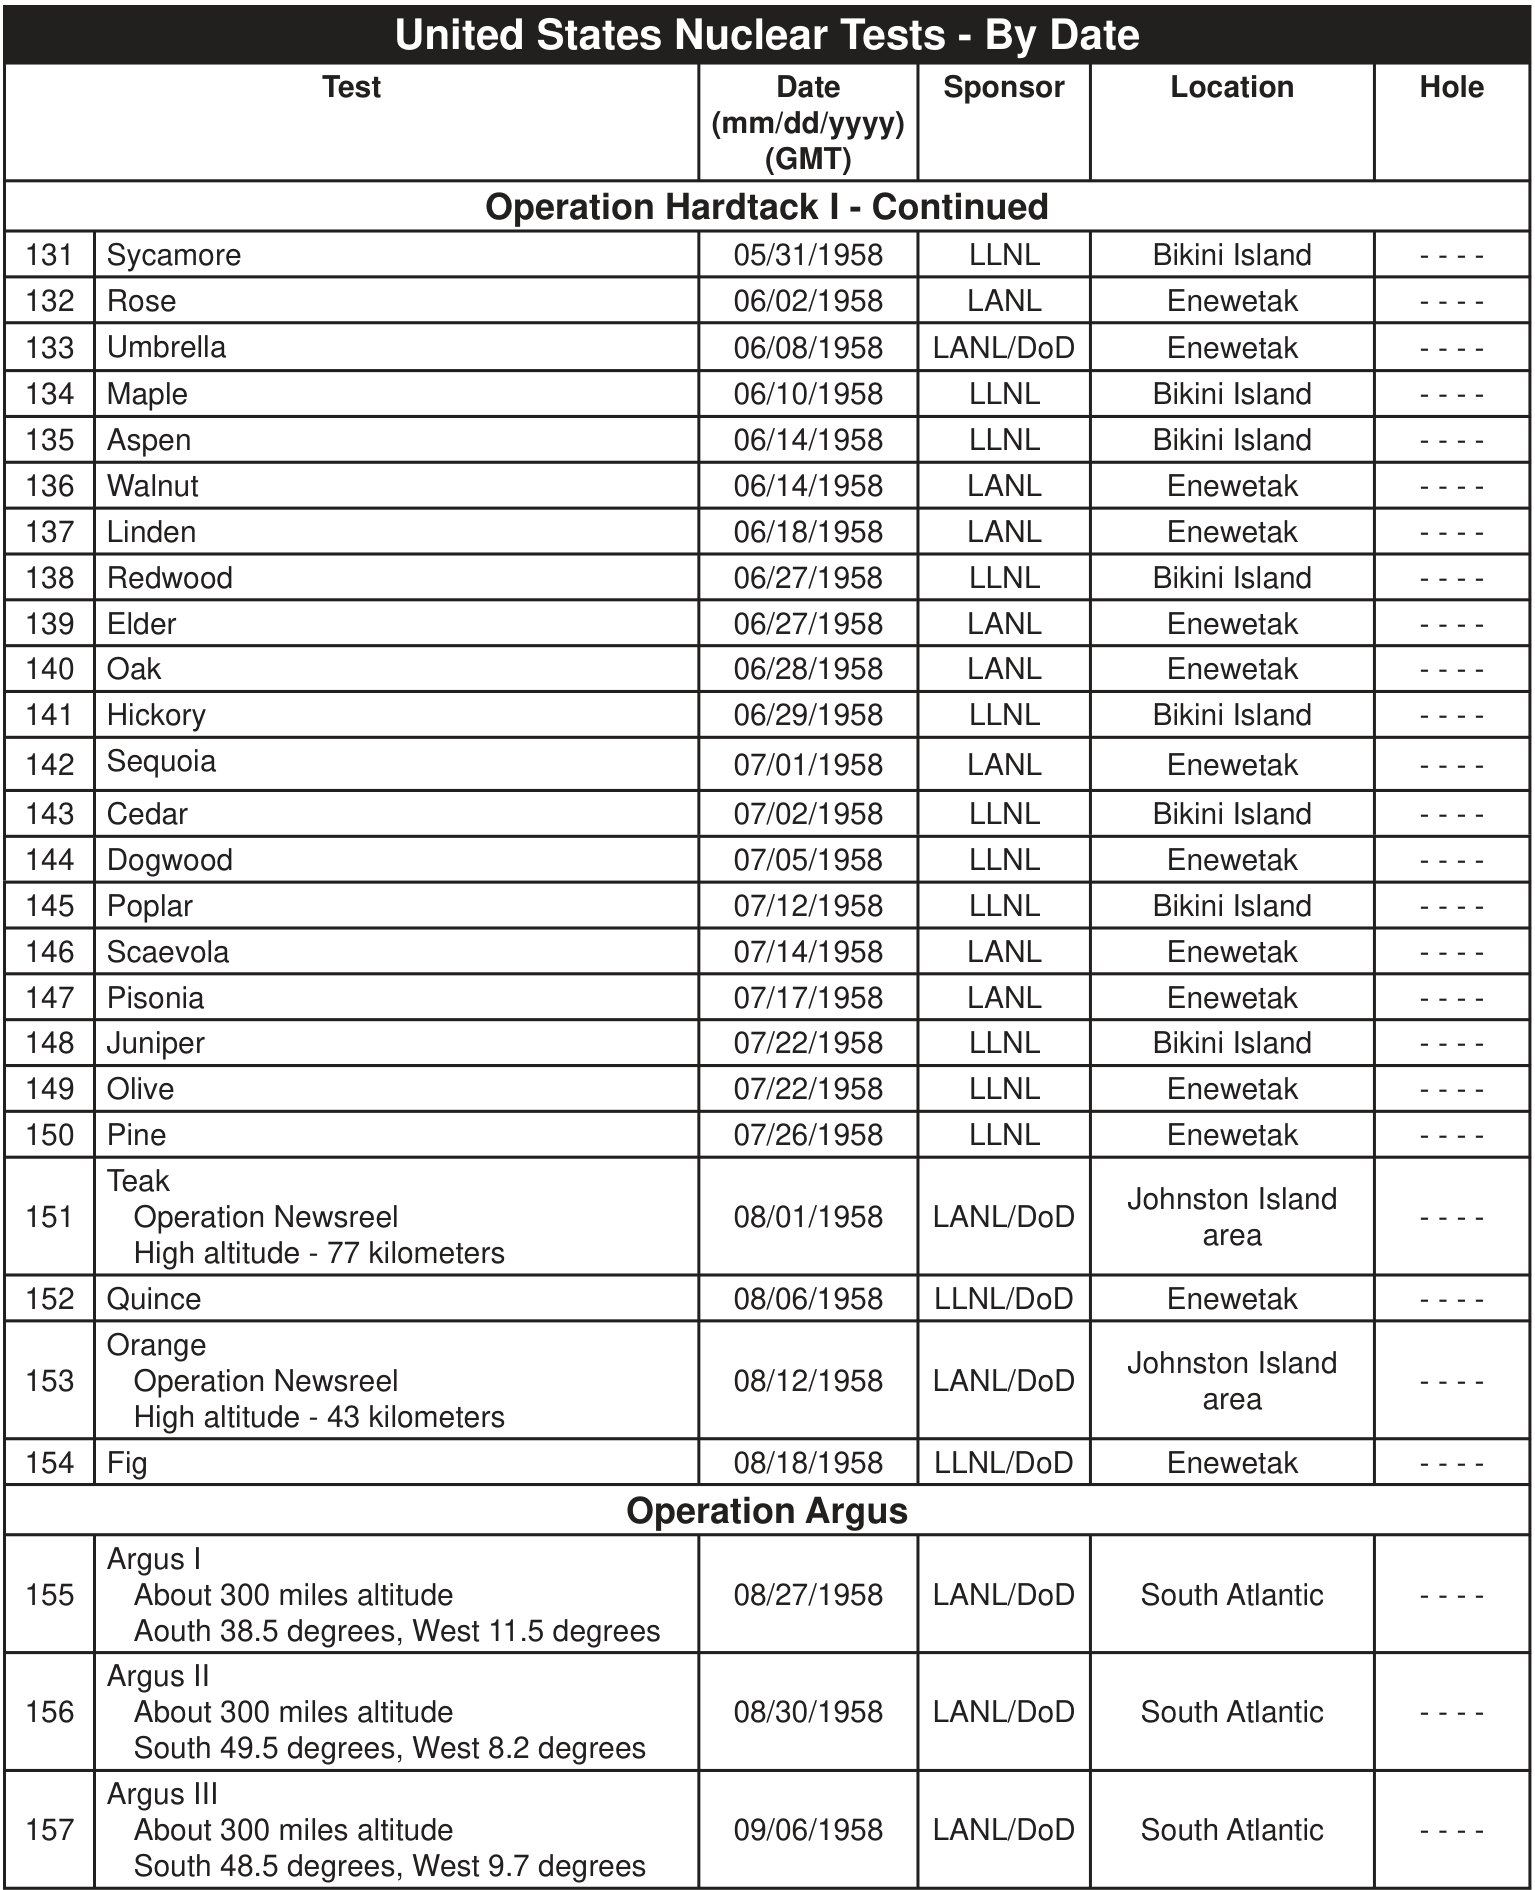 United States Nuclear Tests - By Date
Test Date Sponsor Location Hole
(mm/dd/yyyy)
(GMT)
Operation Hardtack I - Continued
131 Sycamore 05/31/1958 LLNL Bikini Island - - - -
132 Rose 06/02/1958 LANL Enewetak - - - -
133 Umbrella 06/08/1958 LANL/DoD Enewetak - - - -
134 Maple 06/10/1958 LLNL Bikini Island - - - -
135 Aspen 06/14/1958 LLNL Bikini Island - - - -
136 Walnut 06/14/1958 LANL Enewetak - - - -
137 Linden 06/18/1958 LANL Enewetak - - - -
138 Redwood 06/27/1958 LLNL Bikini Island - - - -
139 Elder 06/27/1958 LANL Enewetak - - - -
140 Oak 06/28/1958 LANL Enewetak - - - -
141 Hickory 06/29/1958 LLNL Bikini Island - - - -
142 Sequoia 07/01/1958 LANL Enewetak - - - -
143 Cedar 07/02/1958 LLNL Bikini Island - - - -
144 Dogwood 07/05/1958 LLNL Enewetak - - - -
145 Poplar 07/12/1958 LLNL Bikini Island - - - -
146 Scaevola 07/14/1958 LANL Enewetak - - - -
147 Pisonia 07/17/1958 LANL Enewetak - - - -
148 Juniper 07/22/1958 LLNL Bikini Island - - - -
149 Olive 07/22/1958 LLNL Enewetak - - - -
150 Pine 07/26/1958 LLNL Enewetak - - - -
Teak
151 Operation Newsreel 08/01/1958 LANL/DoD Johnston Island - - - -
High altitude - 77 kilometers area
152 Quince 08/06/1958 LLNL/DoD Enewetak - - - -
Orange
153 Operation Newsreel 08/12/1958 LANL/DoD Johnston Island - - - -
High altitude - 43 kilometers area
154 Fig 08/18/1958 LLNL/DoD Enewetak - - - -
Operation Argus
Argus I
155 About 300 miles altitude 08/27/1958 LANL/DoD South Atlantic - - - -
Aouth 38.5 degrees, West 11.5 degrees
Argus II
156 About 300 miles altitude 08/30/1958 LANL/DoD South Atlantic - - - -
South 49.5 degrees, West 8.2 degrees
Argus III
157 About 300 miles altitude 09/06/1958 LANL/DoD South Atlantic - - - -
South 48.5 degrees, West 9.7 degrees